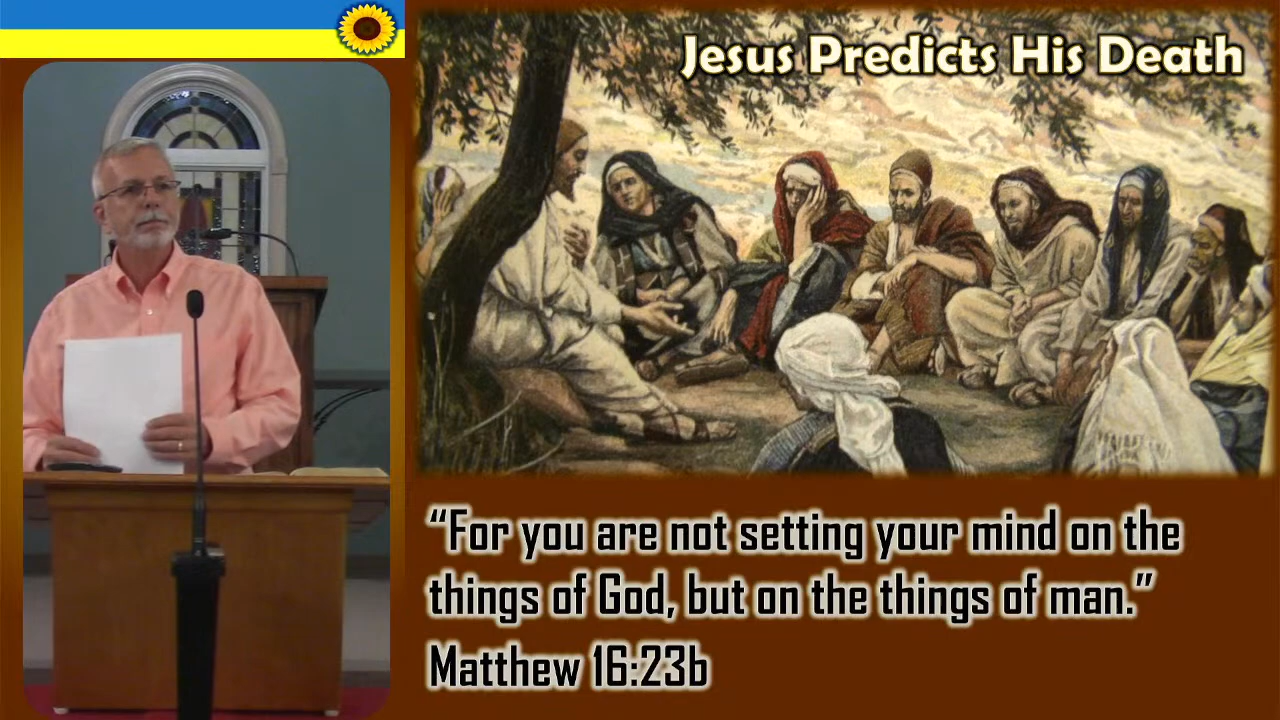 Jesus Predicts His Death
“For you are not setting your mind on the
things of God, but on the things of man.”
Matthew 16:23b